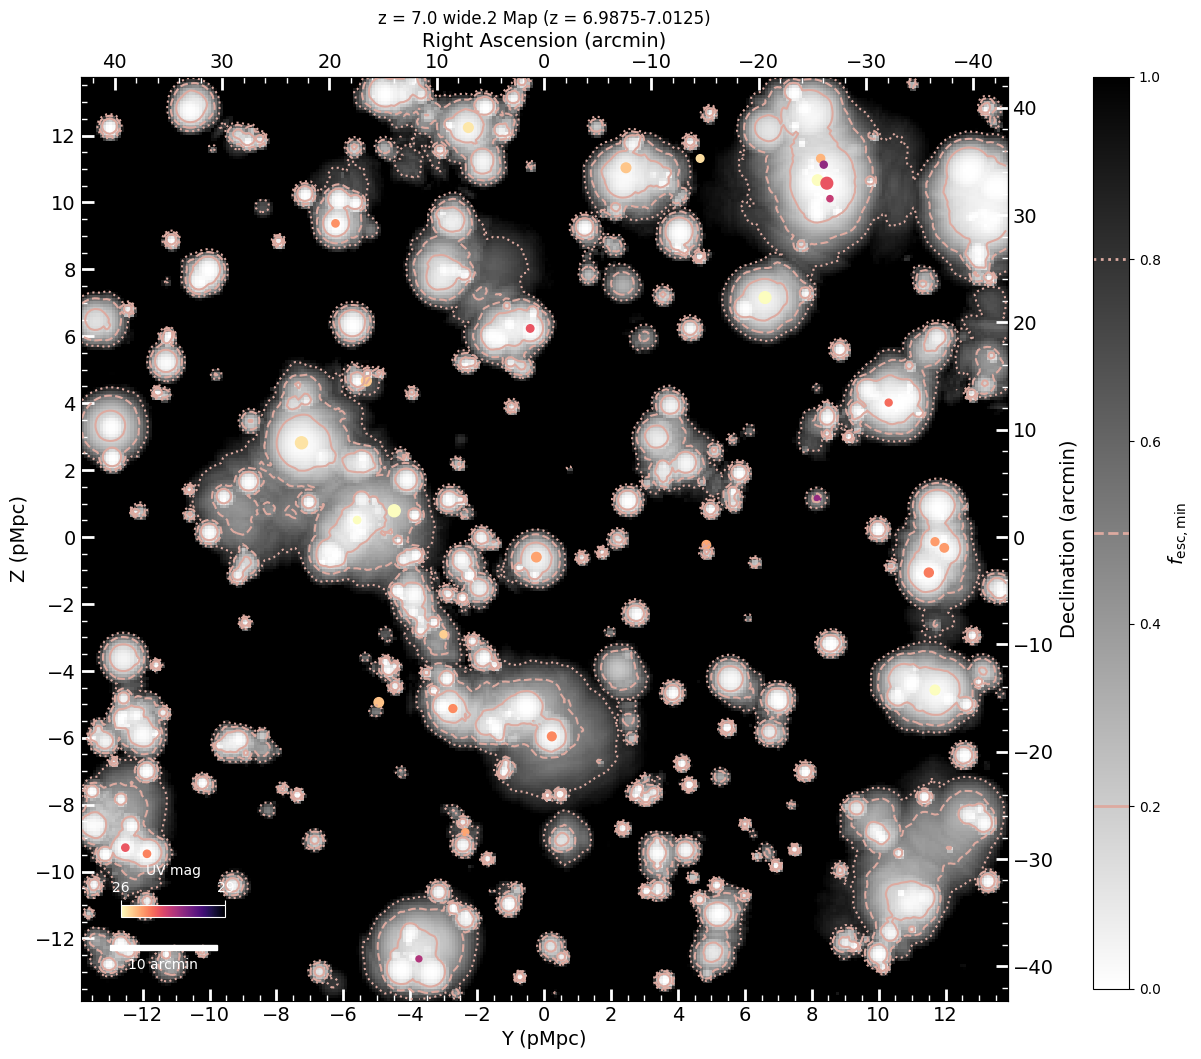 z = 7.0 wide.2 Map (z = 6.9875-7.0125)
Right Ascension (arcmin)
40 30 20 10 0 −10 −20 −30 −40
12
10
8
6
4
2
0
−2
−4
−6
−8
−10
−12
Z (pMpc)
UV mag
26
10 arcmin
−12 −10 −8 −6 −4 −2 0 2 4 6 8 10 12
Y (pMpc)
40
30
20
10
0
−10
−20
−30
−40
Declination (arcmin)
1.0
0.8
0.6
0.4
0.2
0.0
fesc,min